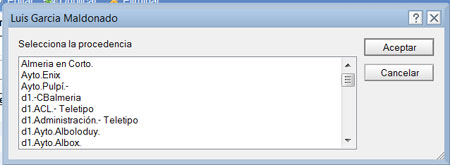 Luis Garcia Maldonado
Selecciona la procedencia
Aceptar
Cancelar
Almeria en Corto.
Ayto.Enix
Ayto.Pulpí.-
d1.-CBalmeria
d1.ACL.- Teletipo
d1.Administración.- Teletipo
d1.Ayto.Alboloduy.
d1.Ayto.Albox.